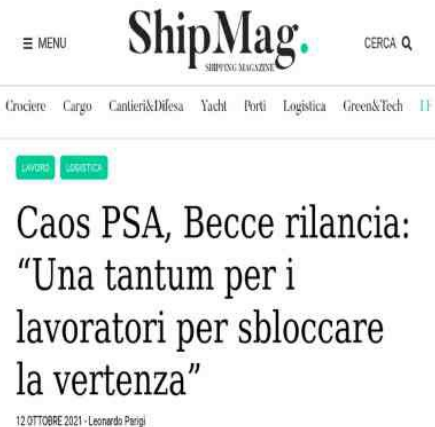 ☰ MENU
ShipMag.
SHIPPING MAGAZINE
CERCA
Crociere Cargo Cantieri&Difesa Yacht Porti Logistica Green&Tech
LAVORO LOGISTICA
Caos PSA, Becce rilancia:
“Una tantum per i
lavoratori per sbloccare
la vertenza”
12 OTTOBRE 2021 - Leonardo Parigi